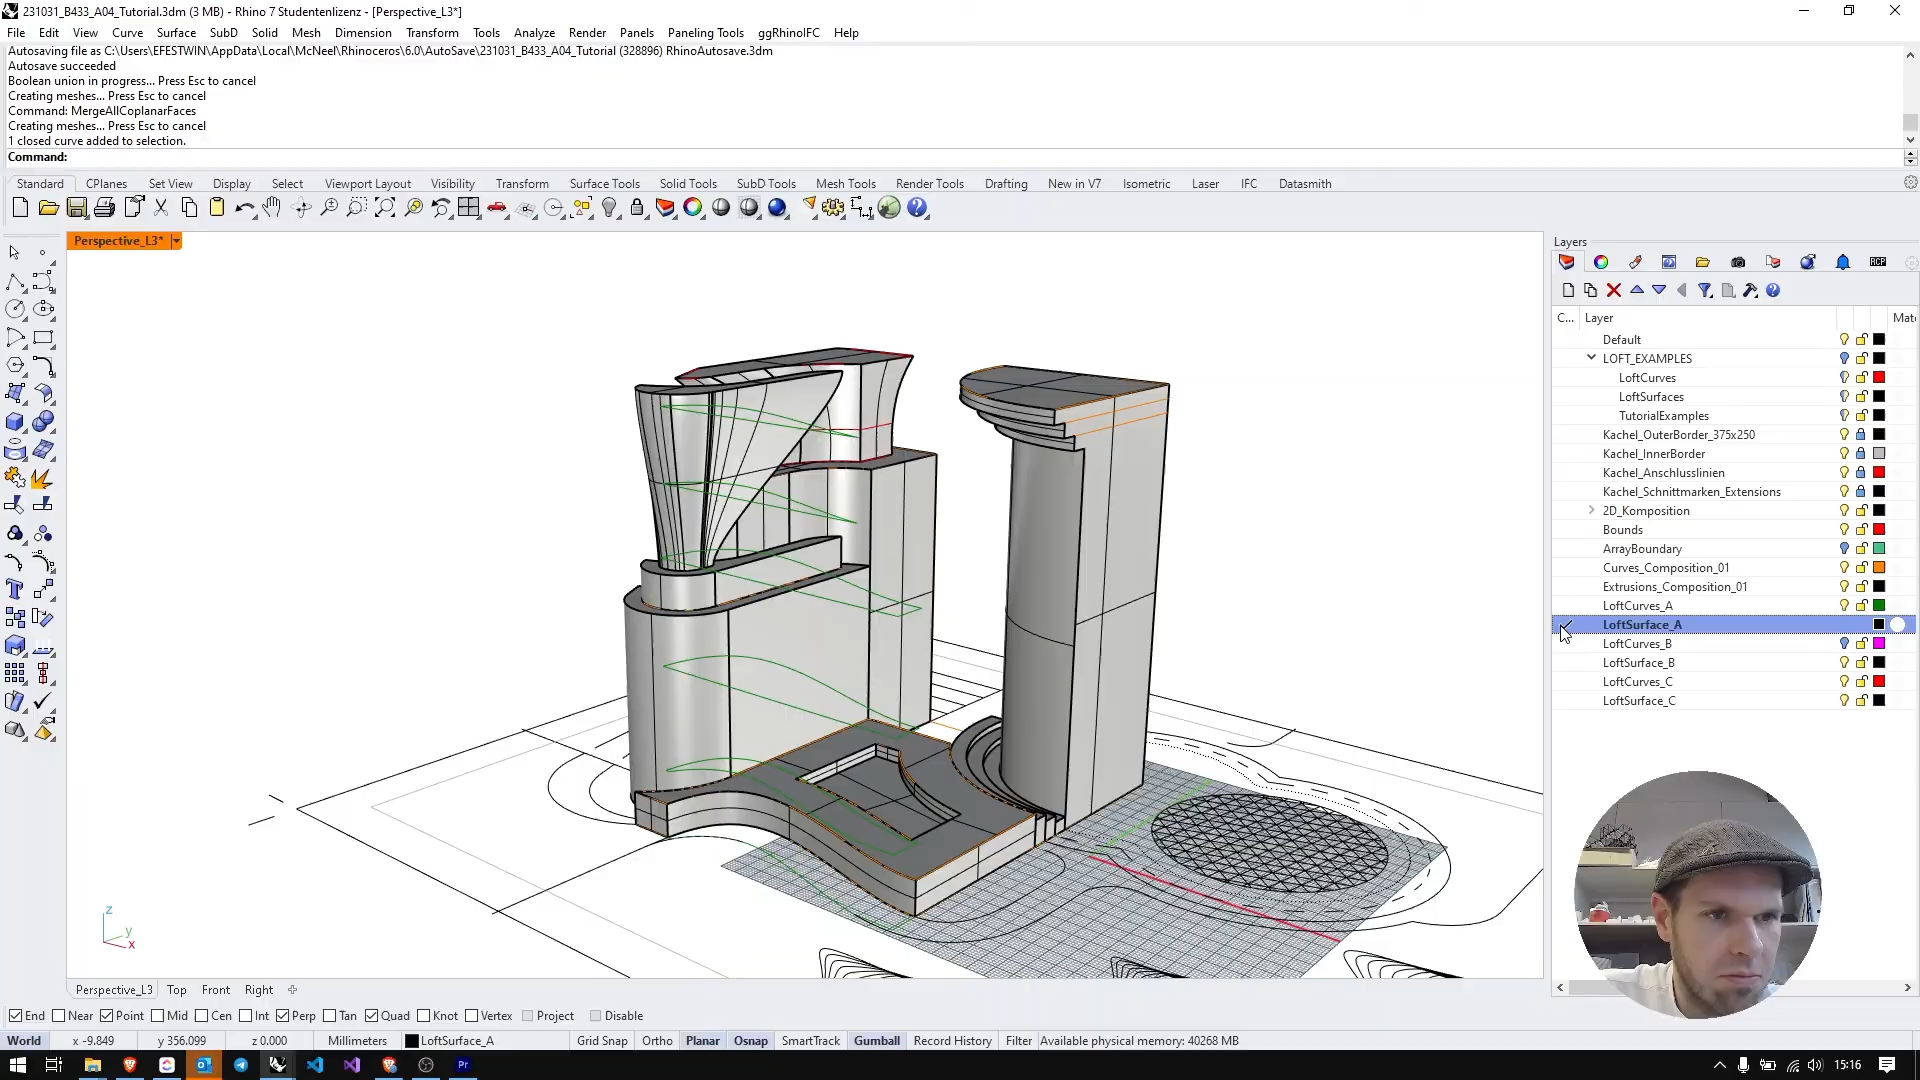 231031_B433_A04_Tutorial.3dm (3 MB) - Rhino 7 Studentenlizenz - [Perspective_L3*]
File Edit View Curve Surface SubD Solid Mesh Dimension Transform Tools Analyze Render Panels Paneling Tools ggRhinoIFC Help
Autosaving file as C:\Users\EFESTWIN\AppData\Local\McNeel\Rhinoceros\6.0\AutoSave\231031_B433_A04_Tutorial (328896) RhinoAutosave.3dm
Autosave succeeded
Boolean union in progress... Press Esc to cancel
Creating meshes... Press Esc to cancel
Command: MergeAllCoplanarFaces
Creating meshes... Press Esc to cancel
1 closed curve added to selection.
Command:
Standard CPlanes Set View Display Select Viewport Layout Visibility Transform Surface Tools Solid Tools SubD Tools Mesh Tools Render Tools Drafting New in V7 Isometric Laser IFC Datasmith
Perspective_L3*
Layers
RCP
C... Layer Mate
Default
LOFT_EXAMPLES
LoftCurves
LoftSurfaces
TutorialExamples
Kachel_OuterBorder_375x250
Kachel_InnerBorder
Kachel_Anschlusslinien
Kachel_Schnittmarken_Extensions
2D_Komposition
Bounds
ArrayBoundary
Curves_Composition_01
Extrusions_Composition_01
LoftCurves_A
LoftSurface_A
LoftCurves_B
LoftSurface_B
LoftCurves_C
LoftSurface_C
z
y
x
Perspective_L3 Top Front Right
End Near Point Mid Cen Int Perp Tan Quad Knot Vertex Project Disable
World x -9.849 y 356.099 z 0.000 Millimeters LoftSurface_A Grid Snap Ortho Planar Osnap SmartTrack Gumball Record History Filter Available physical memory: 40268 MB
Pr 15:16